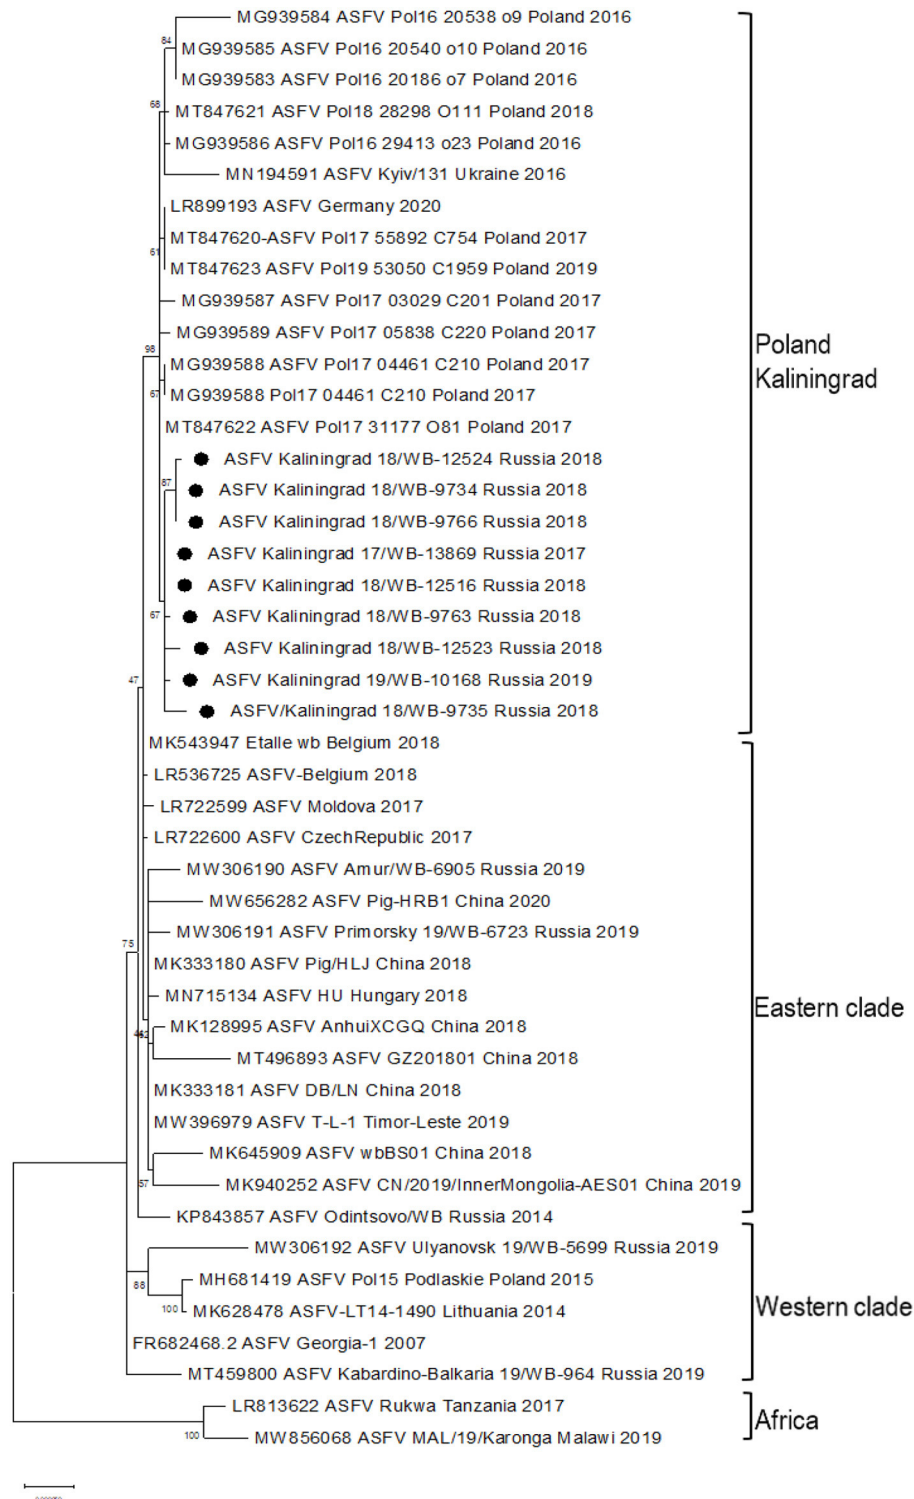 MG939584 ASFV Pol16 20538 o9 Poland 2016
84
MG939585 ASFV Pol16 20540 o10 Poland 2016
MG939583 ASFV Pol16 20186 o7 Poland 2016
68
MT847621 ASFV Pol18 28298 O111 Poland 2018
MG939586 ASFV Pol16 29413 o23 Poland 2016
MN194591 ASFV Kyiv/131 Ukraine 2016
LR899193 ASFV Germany 2020
MT847620-ASFV Pol17 55892 C754 Poland 2017
61
MT847623 ASFV Pol19 53050 C1959 Poland 2019
MG939587 ASFV Pol17 03029 C201 Poland 2017
MG939589 ASFV Pol17 05838 C220 Poland 2017
Poland
Kaliningrad
98
MG939588 ASFV Pol17 04461 C210 Poland 2017
67
MG939588 Pol17 04461 C210 Poland 2017
MT847622 ASFV Pol17 31177 O81 Poland 2017
ASFV Kaliningrad 18/WB-12524 Russia 2018
87
ASFV Kaliningrad 18/WB-9734 Russia 2018
ASFV Kaliningrad 18/WB-9766 Russia 2018
ASFV Kaliningrad 17/WB-13869 Russia 2017
ASFV Kaliningrad 18/WB-12516 Russia 2018
67
ASFV Kaliningrad 18/WB-9763 Russia 2018
ASFV Kaliningrad 18/WB-12523 Russia 2018
47
ASFV Kaliningrad 19/WB-10168 Russia 2019
ASFV/Kaliningrad 18/WB-9735 Russia 2018
MK543947 Etalle wb Belgium 2018
LR536725 ASFV-Belgium 2018
LR722599 ASFV Moldova 2017
LR722600 ASFV CzechRepublic 2017
MW306190 ASFV Amur/WB-6905 Russia 2019
MW656282 ASFV Pig-HRB1 China 2020
75
MW306191 ASFV Primorsky 19/WB-6723 Russia 2019
MK333180 ASFV Pig/HLJ China 2018
MN715134 ASFV HU Hungary 2018
Eastern clade
MK128995 ASFV AnhuiXCGQ China 2018
MT496893 ASFV GZ201801 China 2018
MK333181 ASFV DB/LN China 2018
MW396979 ASFV T-L-1 Timor-Leste 2019
MK645909 ASFV wbBS01 China 2018
57
MK940252 ASFV CN/2019/InnerMongolia-AES01 China 2019
KP843857 ASFV Odintsovo/WB Russia 2014
MW306192 ASFV Ulyanovsk 19/WB-5699 Russia 2019
88
MH681419 ASFV Pol15 Podlaskie Poland 2015
100
MK628478 ASFV-LT14-1490 Lithuania 2014
Western clade
FR682468.2 ASFV Georgia-1 2007
MT459800 ASFV Kabardino-Balkaria 19/WB-964 Russia 2019
LR813622 ASFV Rukwa Tanzania 2017
Africa
100
MW856068 ASFV MAL/19/Karonga Malawi 2019